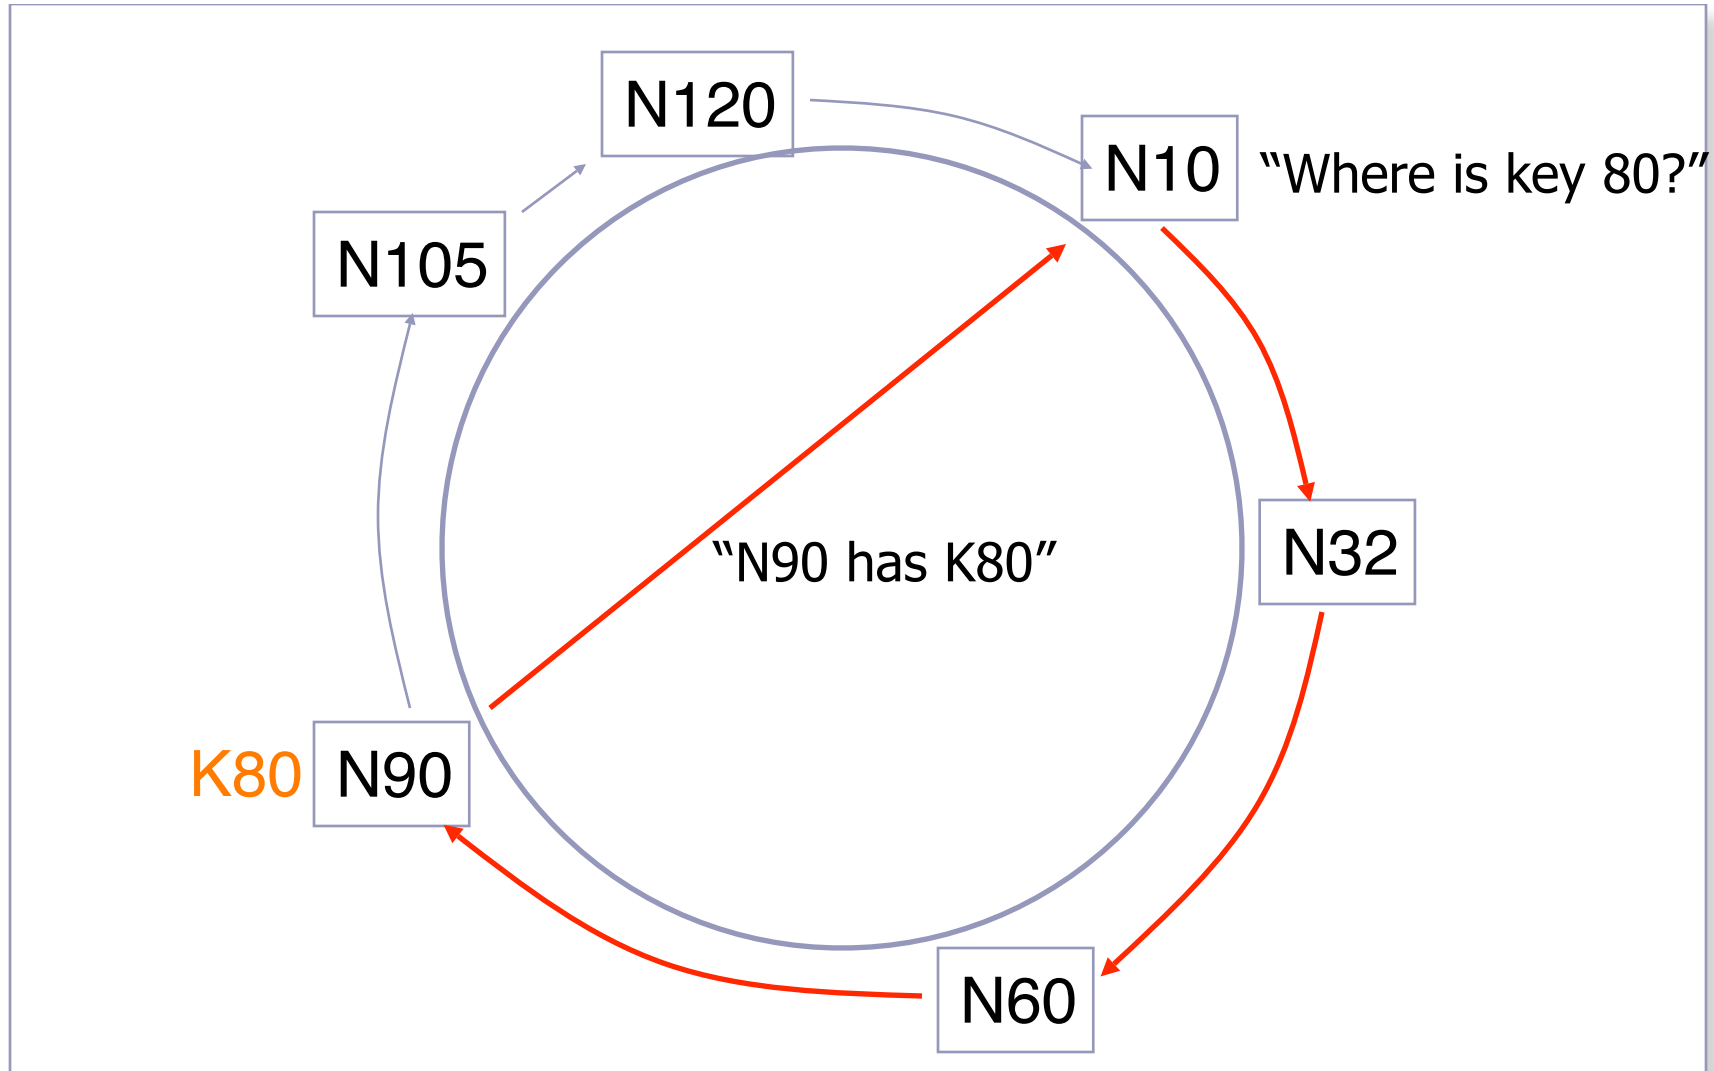 N120
N10 “Where is key 80?”
N105
“N90 has K80”
N32
K80 N90
N60